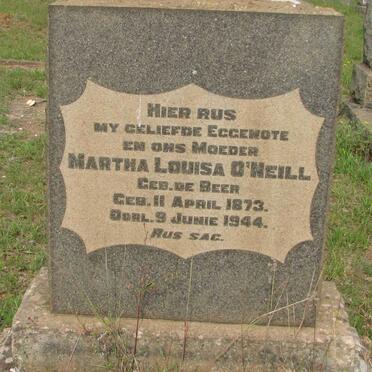 Hier rus
my geliefde Eggenote
en ons Moeder
Martha Louisa O'Neill
Geb. de Beer
Geb. 11 April 1873.
Oorl. 9 Junie 1944.
Rus sag.